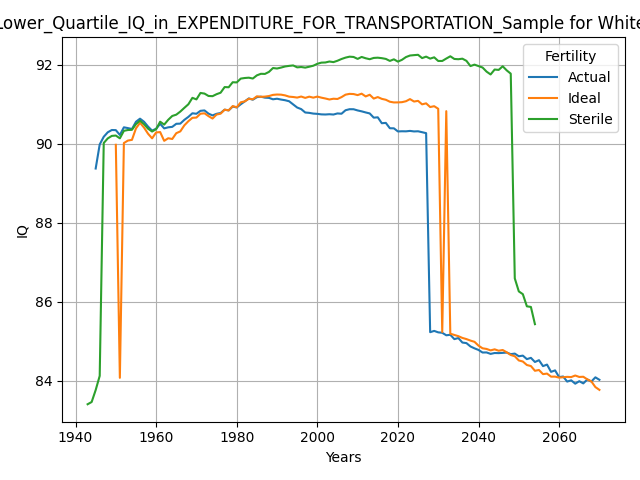 Lower_Quartile_IQ_in_EXPENDITURE_FOR_TRANSPORTATION_Sample for White
Fertility
Actual
Ideal
Sterile
92
90
88
86
84
IQ
1940 1960 1980 2000 2020 2040 2060
Years